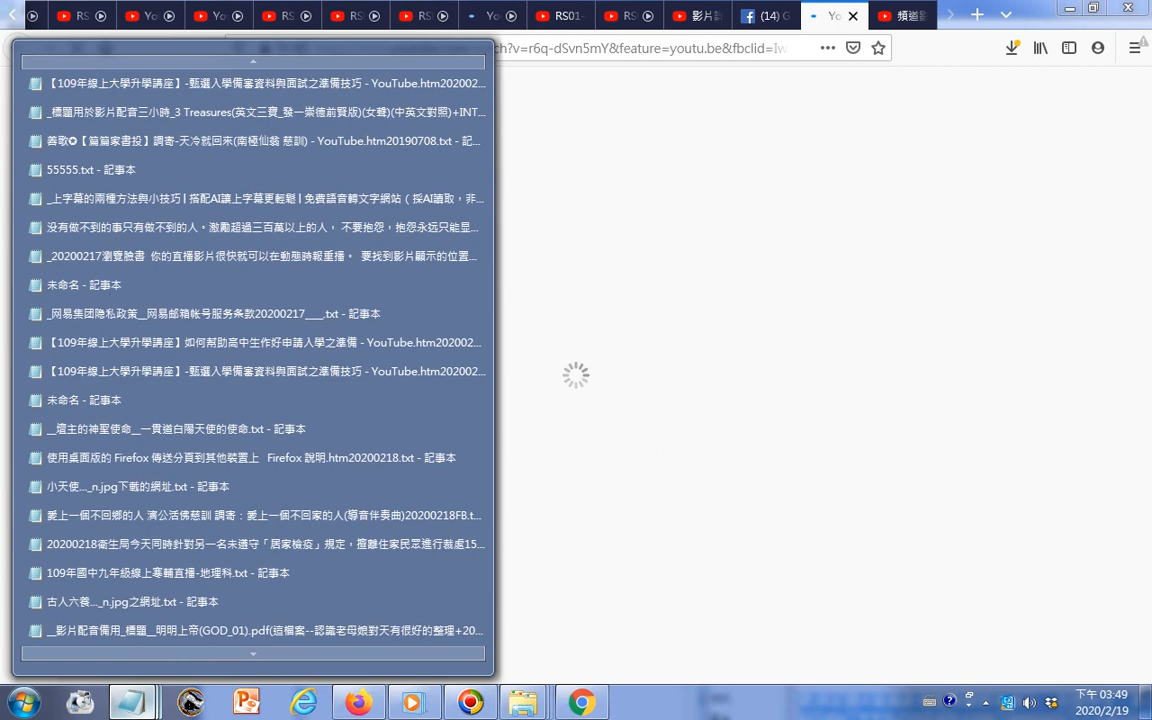 Yo
RS
RS
RS
Yo
RS01-
RS
影片
(14)
Yo
頻道
ch?v=r6q-dSvn5mY&feature=youtu.be&fbclid=Iw
【109年線上大學升學講座】-甄選入學備審資料與面試之準備技巧 - YouTube.htm202002...
_標題用於影片配音三小時_3 Treasures(英文三寶_發一崇德前賢版)(女聲)(中英文對照)+INT...
善歌✪【篇篇家書投】調寄-天冷就回來(南極仙翁 慈訓) - YouTube.htm20190708.txt - 記...
55555.txt - 記事本
_上字幕的兩種方法與小技巧 | 搭配AI讓上字幕更輕鬆 | 免費語音轉文字網站（採AI讀取，非...
没有做不到的事只有做不到的人。激勵超過三百萬以上的人， 不要抱怨，抱怨永远只能显...
_20200217瀏覽臉書 你的直播影片很快就可以在動態時報重播。 要找到影片顯示的位置...
未命名 - 記事本
_网易集团隐私政策__网易邮箱帐号服务条款20200217___.txt - 記事本
【109年線上大學升學講座】如何幫助高中生作好申請入學之準備 - YouTube.htm202002...
【109年線上大學升學講座】-甄選入學備審資料與面試之準備技巧 - YouTube.htm202002...
未命名 - 記事本
__壇主的神聖使命__一貫道白陽天使的使命.txt - 記事本
使用桌面版的 Firefox 傳送分頁到其他裝置上 Firefox 說明.htm20200218.txt - 記事本
小天使..._n.jpg下載的網址.txt - 記事本
愛上一個不回鄉的人 濟公活佛慈訓 調寄：愛上一個不回家的人(導音伴奏曲)20200218FB.t...
20200218衛生局今天同時針對另一名未遵守「居家檢疫」規定，擅離住家民眾進行裁處15...
109年國中九年級線上寒輔直播-地理科.txt - 記事本
古人六養..._n.jpg之網址.txt - 記事本
__影片配音備用_標題__明明上帝(GOD_01).pdf(這檔案--認識老母娘對天有很好的整理+20...
下午 03:49
2020/2/19